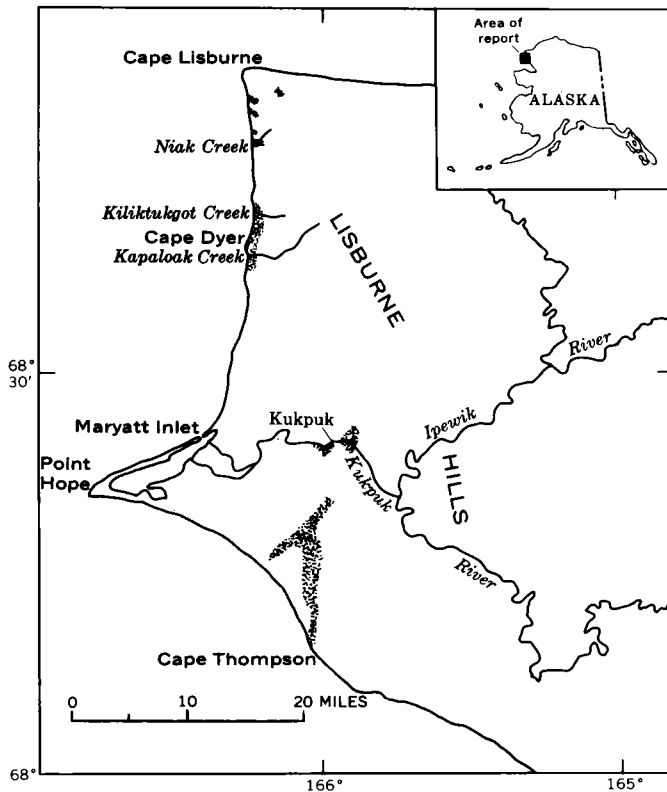 Area of
report
ALASKA
Cape Lisburne
Niak Creek
Kiliktukgot Creek
Cape Dyer
Kapaloak Creek
LISBURNE
68°
30'
River
Maryatt Inlet
Kukpuk
Ipewik
Point
Hope
Kukpuk
HILLS
River
Cape Thompson
0 10 20 MILES
68°
166° 165°